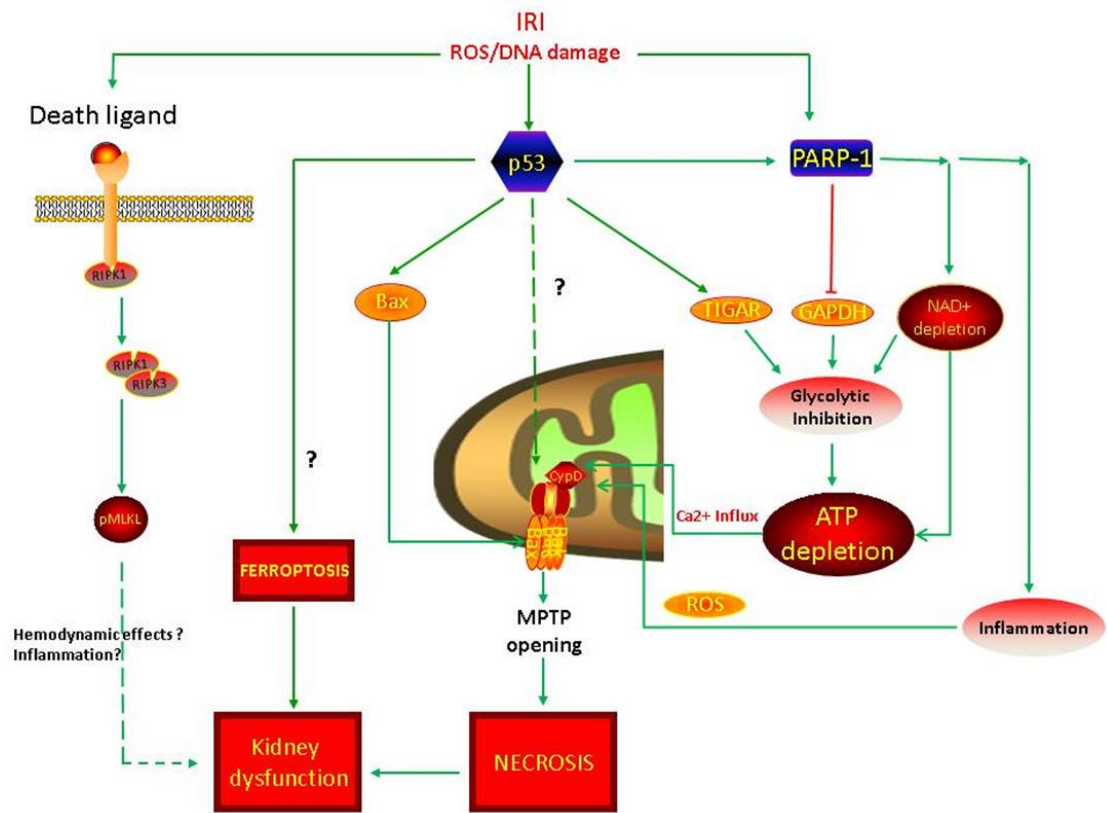 IRI
ROS/DNA damage
Death ligand
p53
PARP-1
RIPK1
?
Bax
?
TIGAR
GAPDH
NAD+
depletion
RIPK1
RIPK3
Glycolytic
Inhibition
?
CypD
pMLKL
Ca2+ Influx
ATP
depletion
BAX
FERROPTOSIS
ROS
MPTP
opening
Inflammation
Hemodynamic effects ?
Inflammation?
Kidney
dysfunction
NECROSIS